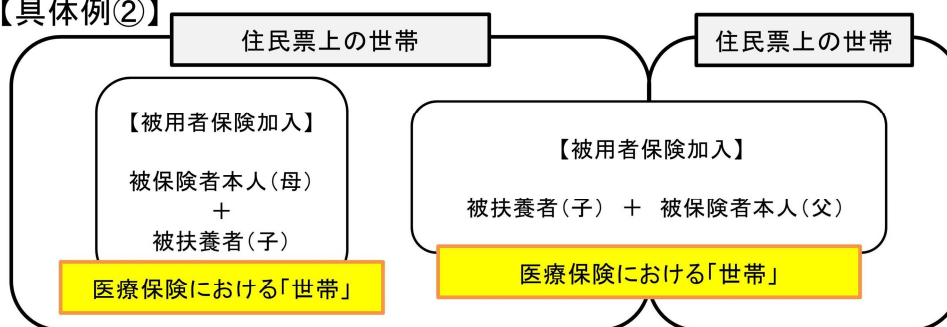 【具体例②】
住民票上の世帯
住民票上の世帯
【被用者保険加入】
被保険者本人(母)
+
被扶養者(子)
医療保険における「世帯」
【被用者保険加入】
被扶養者(子) + 被保険者本人(父)
医療保険における「世帯」